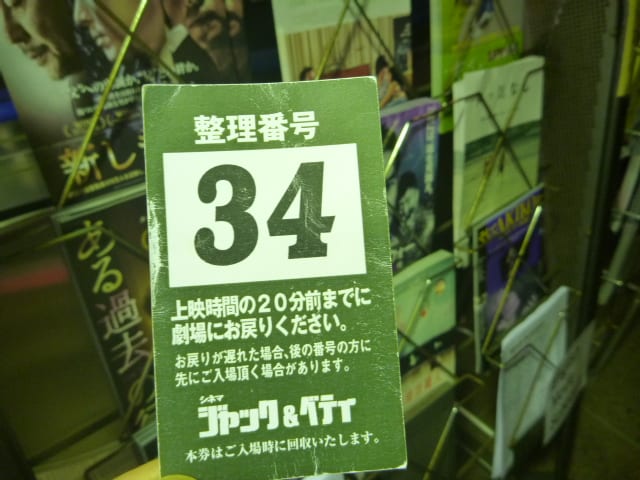 整理番号
34
上映時間の20分前までに
劇場にお戻りください。
お戻りが遅れた場合、後の番号の方に
先にご入場頂く場合があります。
シネマ
ジャック&ベティ
本券はご入場時に回収いたします。
新し
ある過去の